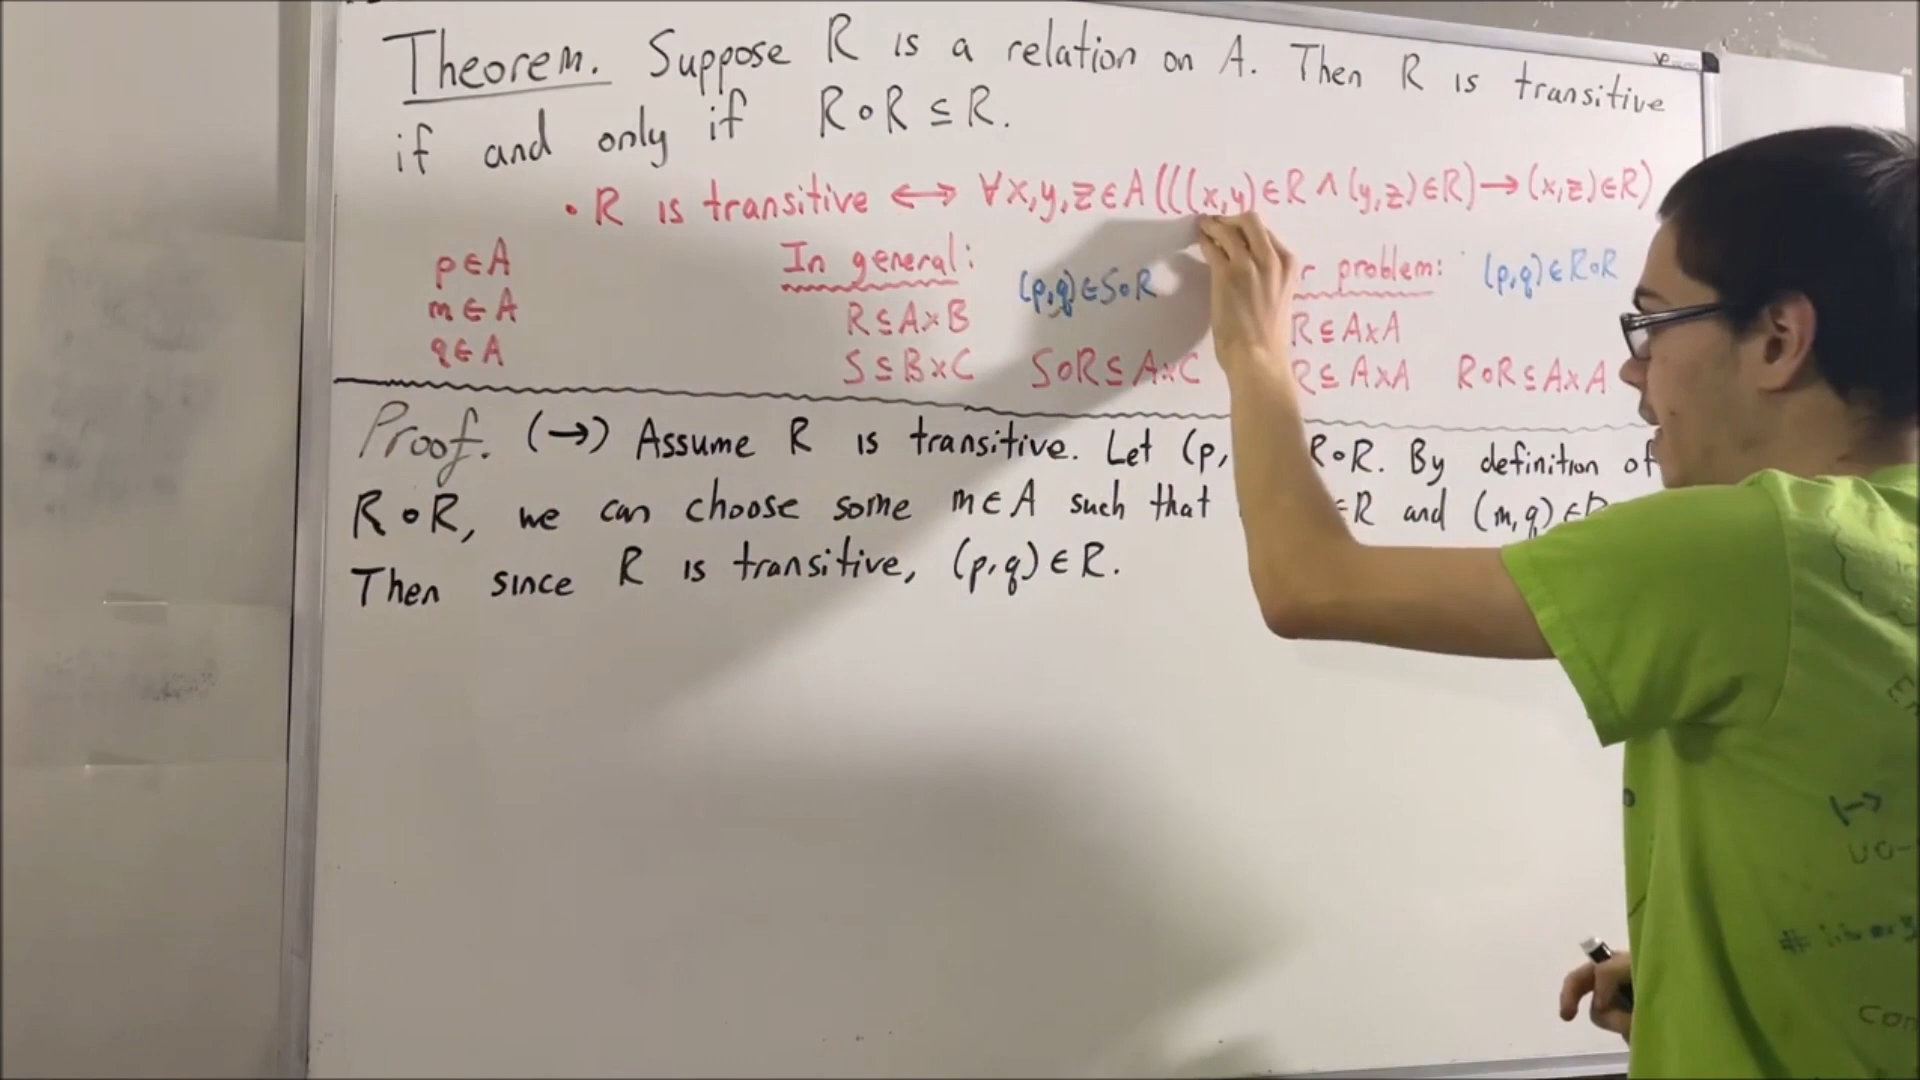 Theorem. Suppose R is a relation on A. Then R is transitive
if and only if R∘R ⊆ R.
• R is transitive ⟷ ∀x,y,z∈A(((x,y)∈R ∧ (y,z)∈R)→(x,z)∈R)
p∈A
m∈A
q∈A
In general:
R⊆A×B
S⊆B×C
(p,q)∈S∘R
S∘R⊆A×C
r problem:
R⊆A×A
R⊆A×A
(p,q)∈R∘R
R∘R⊆A×A
Proof. (→) Assume R is transitive. Let (p, R∘R. By definition of
R∘R, we can choose some m∈A such that ∈R and (m,q)∈R
Then since R is transitive, (p,q)∈R.